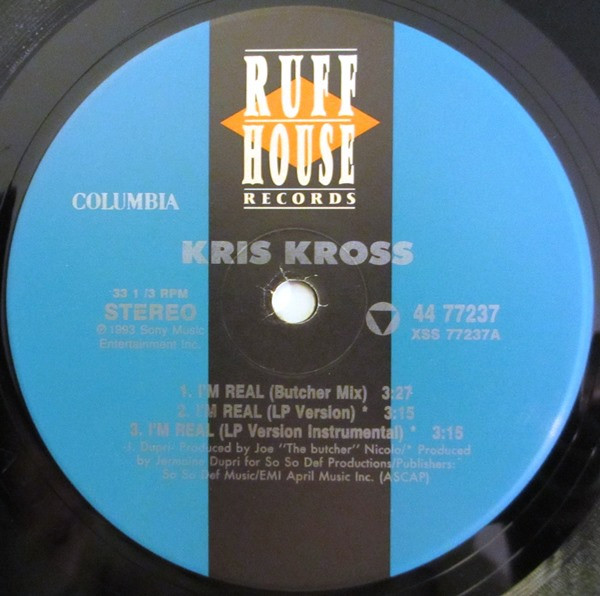 RUFF
HOUSE
RECORDS
COLUMBIA
KRIS KROSS
33 1/3 RPM
STEREO
℗ 1993 Sony Music
Entertainment Inc.
44 77237
XSS 77237A
1. I'M REAL (Butcher Mix) 3:27
2. I'M REAL (LP Version) * 3:15
3. I'M REAL (LP Version Instrumental) * 3:15
J. Dupri- Produced by Joe "The butcher" Nicolo/* Produced
by Jermaine Dupri for So So Def Productions/Publishers:
So So Def Music/EMI April Music Inc. (ASCAP)